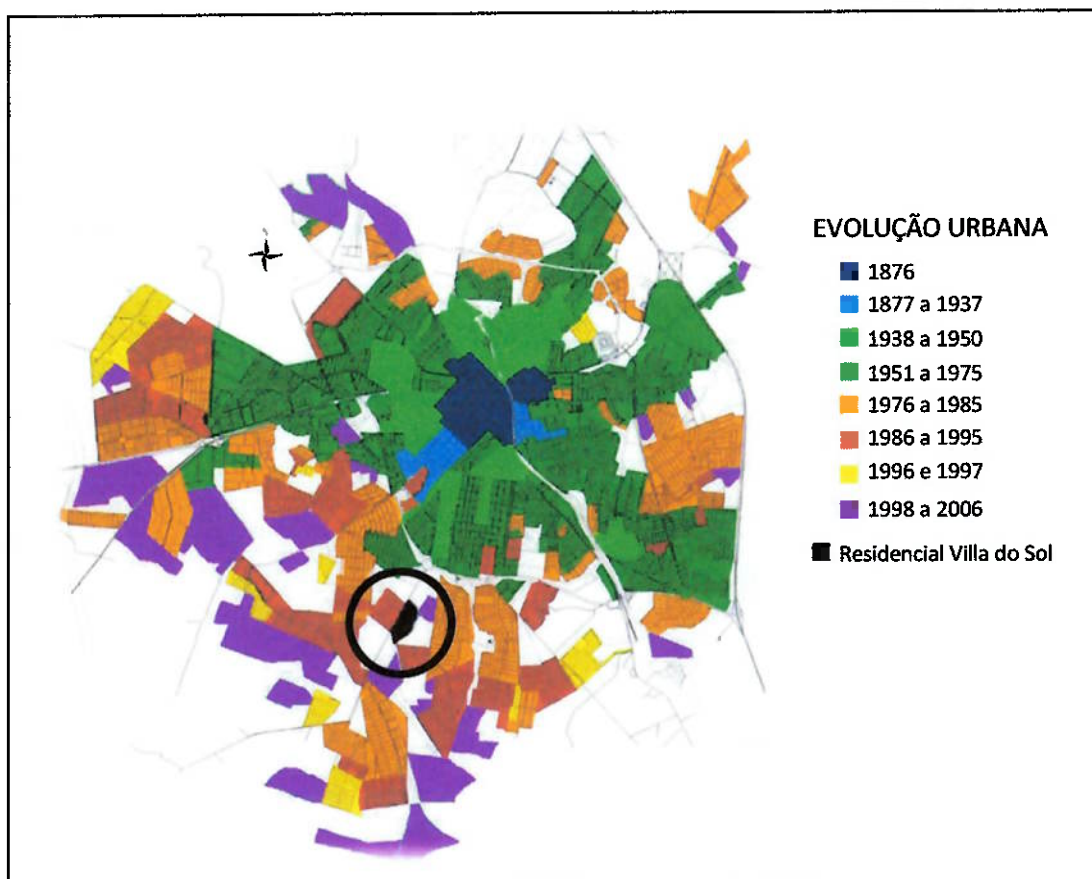 EVOLUÇÃO URBANA
1876
1877 a 1937
1938 a 1950
1951 a 1975
1976 a 1985
1986 a 1995
1996 e 1997
1998 a 2006
Residencial Villa do Sol